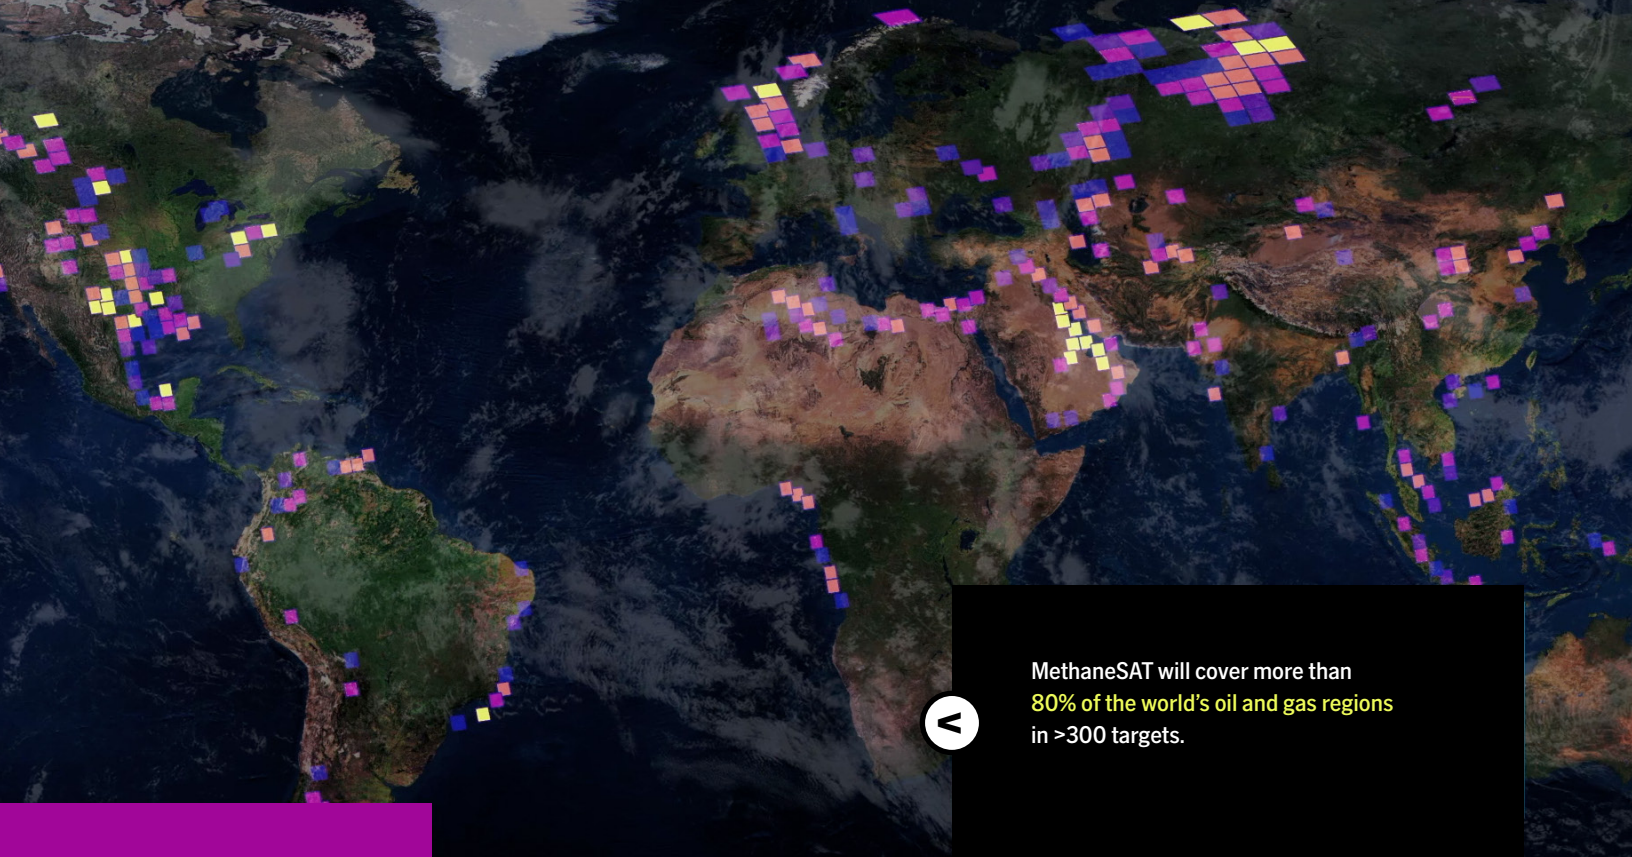 MethaneSAT will cover more than
80% of the world's oil and gas regions
in >300 targets.